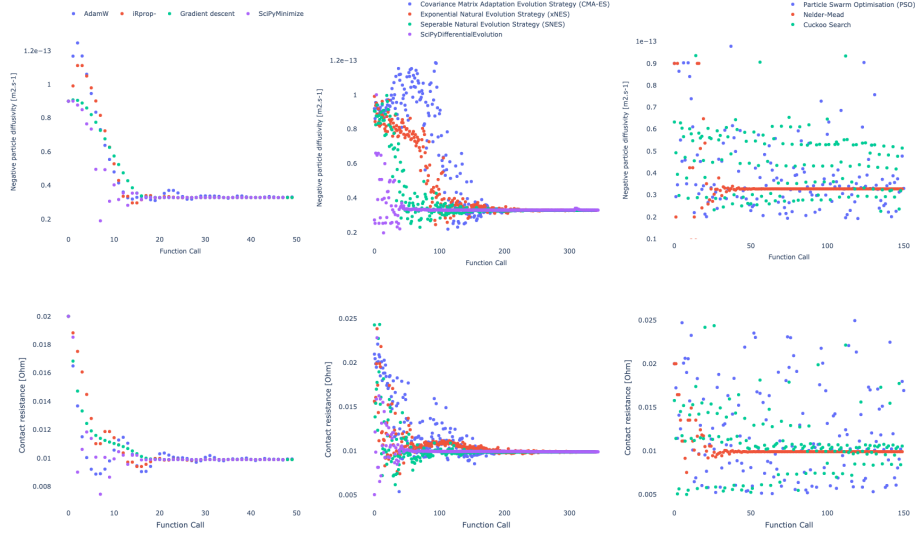 AdamW iRprop- Gradient descent SciPyMinimize
1.2e−13
1
0.8
0.6
0.4
0.2
0 10 20 30 40 50
Function Call
Negative particle diffusivity [m2.s-1]
Covariance Matrix Adaptation Evolution Strategy (CMA-ES)
Exponential Natural Evolution Strategy (xNES)
Seperable Natural Evolution Strategy (SNES)
SciPyDifferentialEvolution
1.2e−13
1
0.8
0.6
0.4
0.2
0 100 200 300
Function Call
Negative particle diffusivity [m2.s-1]
Particle Swarm Optimisation (PSO)
Nelder-Mead
Cuckoo Search
1e−13
0.9
0.8
0.7
0.6
0.5
0.4
0.3
0.2
0.1
0 50 100 150
Function Call
Negative particle diffusivity [m2.s-1]
0.02
0.018
0.016
0.014
0.012
0.01
0.008
0 10 20 30 40 50
Function Call
Contact resistance [Ohm]
0.025
0.02
0.015
0.01
0.005
0 100 200 300
Function Call
Contact resistance [Ohm]
0.025
0.02
0.015
0.01
0.005
0 50 100 150
Function Call
Contact resistance [Ohm]